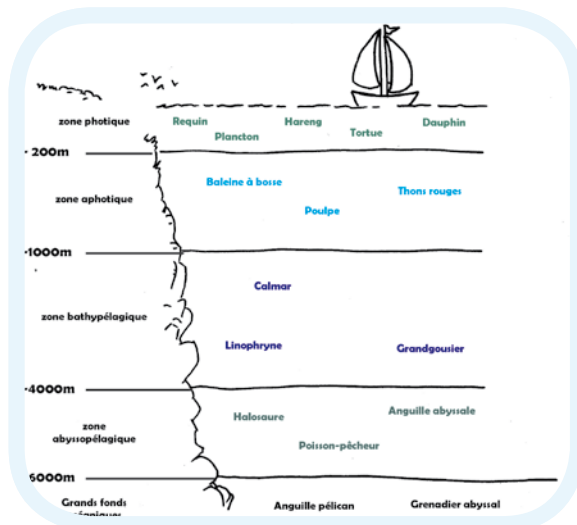 zone photique
Requin
Plancton
Hareng
Tortue
Dauphin
- 200m
zone aphotique
Baleine à bosse
Poulpe
Thons rouges
-1000m
zone bathypélagique
Calmar
Linophryne
Grandgousier
-4000m
zone
abyssopélagique
Halosaure
Poisson-pêcheur
Anguille abyssale
6000m
Grands fonds
Anguille pélican
Grenadier abyssal